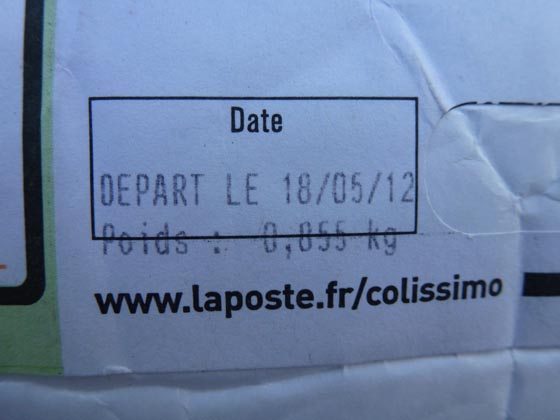 Date
DEPART LE 18/05/12
Poids : 0,855 kg
www.laposte.fr/colissimo